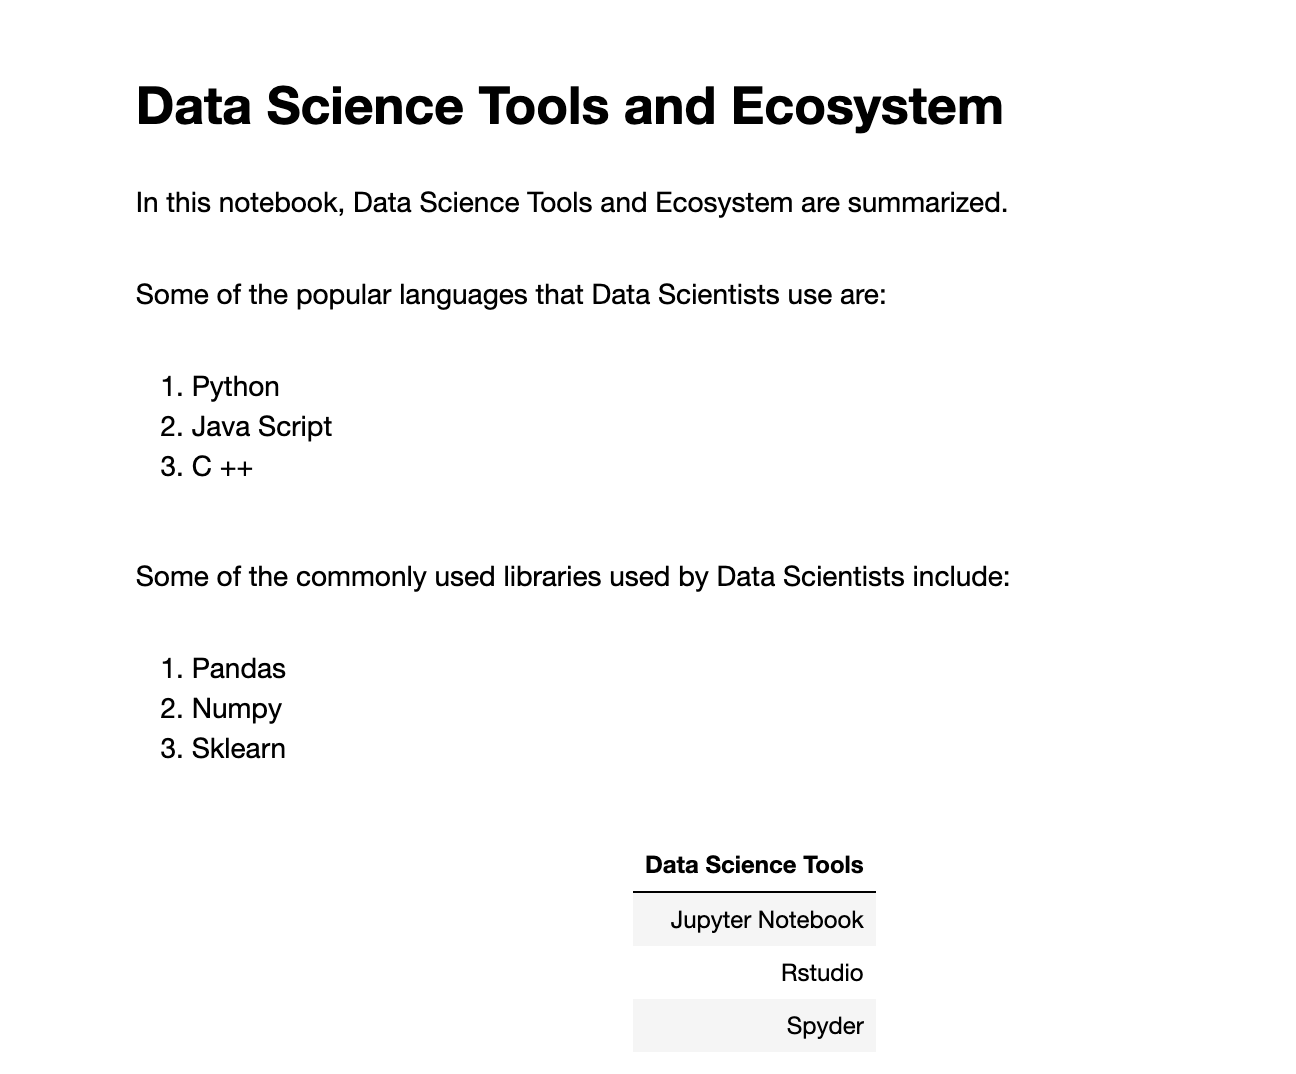 Data Science Tools and Ecosystem
In this notebook, Data Science Tools and Ecosystem are summarized.
Some of the popular languages that Data Scientists use are:
1. Python
2. Java Script
3. C ++
Some of the commonly used libraries used by Data Scientists include:
1. Pandas
2. Numpy
3. Sklearn
Data Science Tools
Jupyter Notebook
Rstudio
Spyder